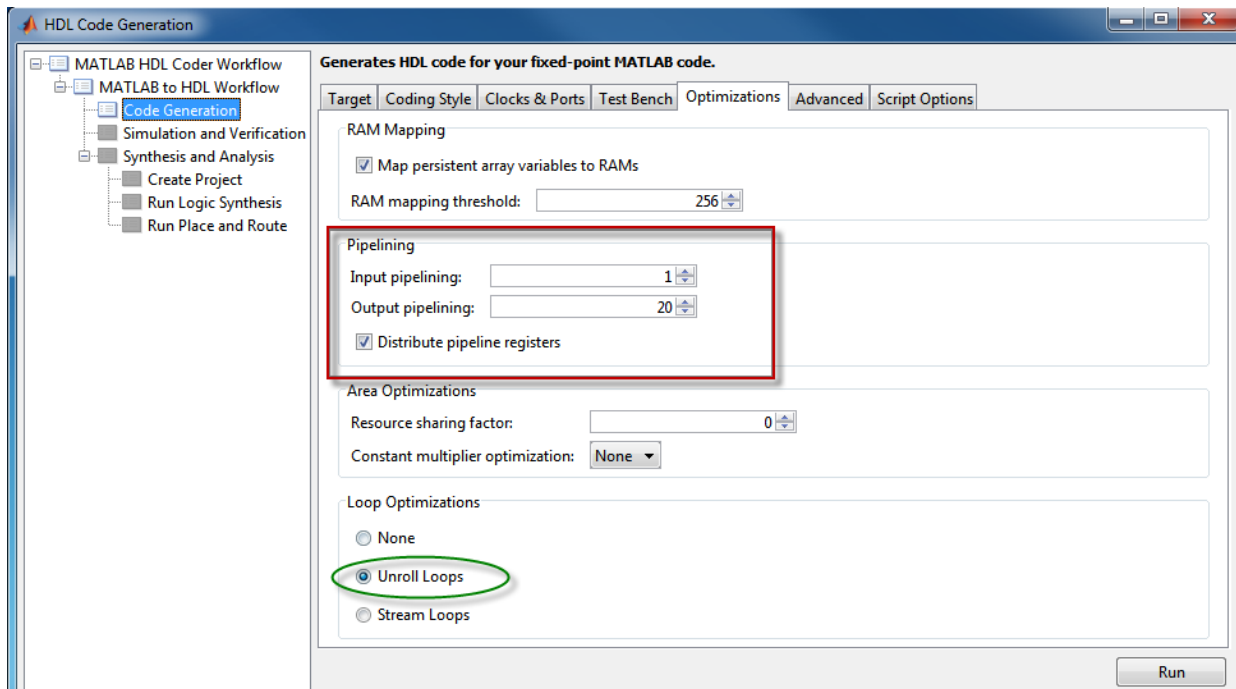 HDL Code Generation
MATLAB HDL Coder Workflow
MATLAB to HDL Workflow
Code Generation
Simulation and Verification
Synthesis and Analysis
Create Project
Run Logic Synthesis
Run Place and Route
Generates HDL code for your fixed-point MATLAB code.
Target Coding Style Clocks & Ports Test Bench Optimizations Advanced Script Options
RAM Mapping
Map persistent array variables to RAMs
RAM mapping threshold: 256
Pipelining
Input pipelining: 1
Output pipelining: 20
Distribute pipeline registers
Area Optimizations
Resource sharing factor: 0
Constant multiplier optimization: None
Loop Optimizations
None
Unroll Loops
Stream Loops
Run